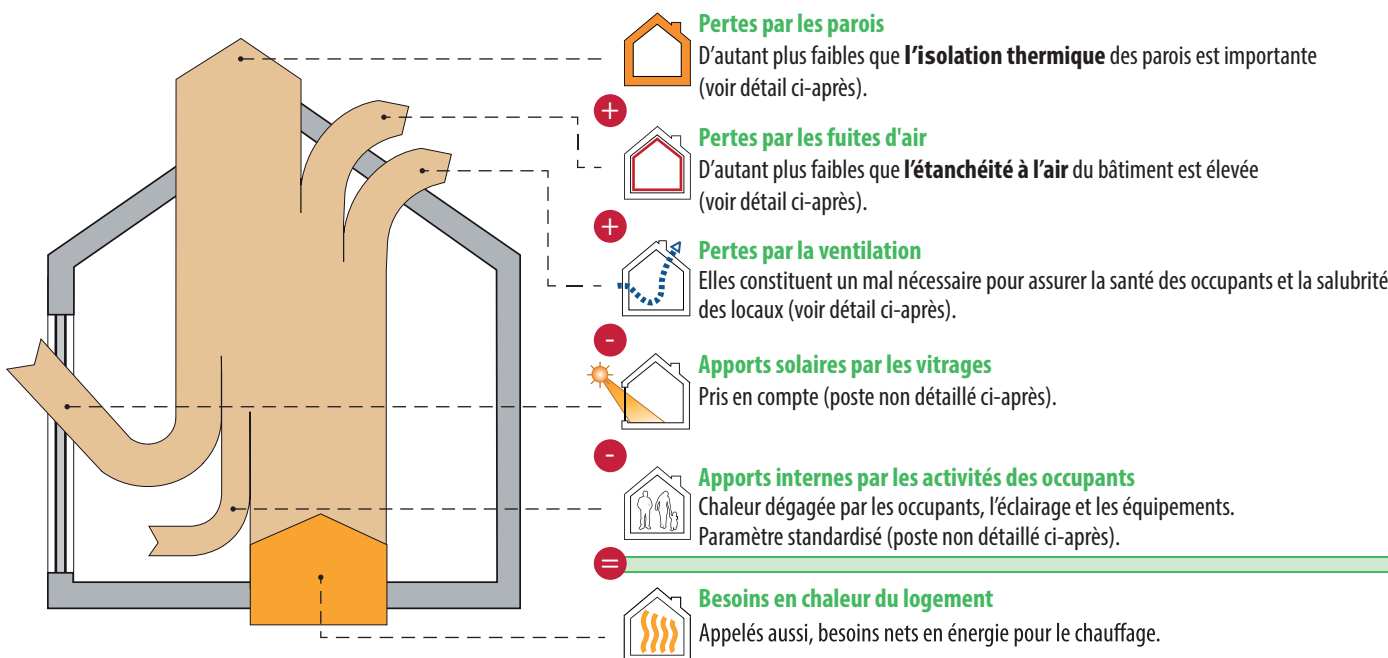 Pertes par les parois
D'autant plus faibles que l'isolation thermique des parois est importante
(voir détail ci-après).
+
Pertes par les fuites d'air
D'autant plus faibles que l'étanchéité à l'air du bâtiment est élevée
(voir détail ci-après).
+
Pertes par la ventilation
Elles constituent un mal nécessaire pour assurer la santé des occupants et la salubrité
des locaux (voir détail ci-après).
-
Apports solaires par les vitrages
Pris en compte (poste non détaillé ci-après).
-
Apports internes par les activités des occupants
Chaleur dégagée par les occupants, l'éclairage et les équipements.
Paramètre standardisé (poste non détaillé ci-après).
=
Besoins en chaleur du logement
Appelés aussi, besoins nets en énergie pour le chauffage.